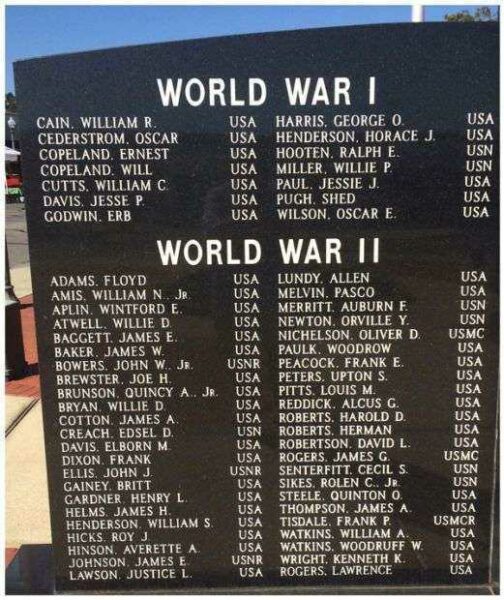 WORLD WAR I
CAIN, WILLIAM R. USA HARRIS, GEORGE O. USA
CEDERSTROM, OSCAR USA HENDERSON, HORACE J. USA
COPELAND, ERNEST USA HOOTEN, RALPH E. USN
COPELAND, WILL USA MILLER, WILLIE P. USN
CUTTS, WILLIAM C. USA PAUL, JESSIE J. USA
DAVIS, JESSE P. USA PUGH, SHED USA
GODWIN, ERB USA WILSON, OSCAR E. USA
WORLD WAR II
ADAMS, FLOYD USA LUNDY, ALLEN USA
AMIS, WILLIAM N., JR. USA MELVIN, PASCO USA
APLIN, WINTFORD E. USA MERRITT, AUBURN F. USN
ATWELL, WILLIE D. USA NEWTON, ORVILLE Y. USN
BAGGETT, JAMES E. USA NICHELSON, OLIVER D. USMC
BAKER, JAMES W. USA PAULK, WOODROW USA
BOWERS, JOHN W., JR. USNR PEACOCK, FRANK E. USA
BREWSTER, JOE H. USA PETERS, UPTON S. USA
BRUNSON, QUINCY A., JR. USA PITTS, LOUIS M. USA
BRYAN, WILLIE D. USA REDDICK, ALCUS G. USA
COTTON, JAMES A. USA ROBERTS, HAROLD D. USA
CREACH, EDSEL D. USN ROBERTS, HERMAN USA
DAVIS, ELBORN M. USA ROBERTSON, DAVID L. USA
DIXON, FRANK USA ROGERS, JAMES G. USMC
ELLIS, JOHN J. USNR SENTERFITT, CECIL S. USN
GAINEY, BRITT USA SIKES, ROLEN C., JR. USN
GARDNER, HENRY L. USA STEELE, QUINTON O. USA
HELMS, JAMES H. USA THOMPSON, JAMES A. USA
HENDERSON, WILLIAM S. USA TISDALE, FRANK P. USMCR
HICKS, ROY J. USA WATKINS, WILLIAM A. USA
HINSON, AVERETTE A. USA WATKINS, WOODRUFF W. USA
JOHNSON, JAMES E. USNR WRIGHT, KENNETH K. USA
LAWSON, JUSTICE L. USA ROGERS, LAWRENCE USA